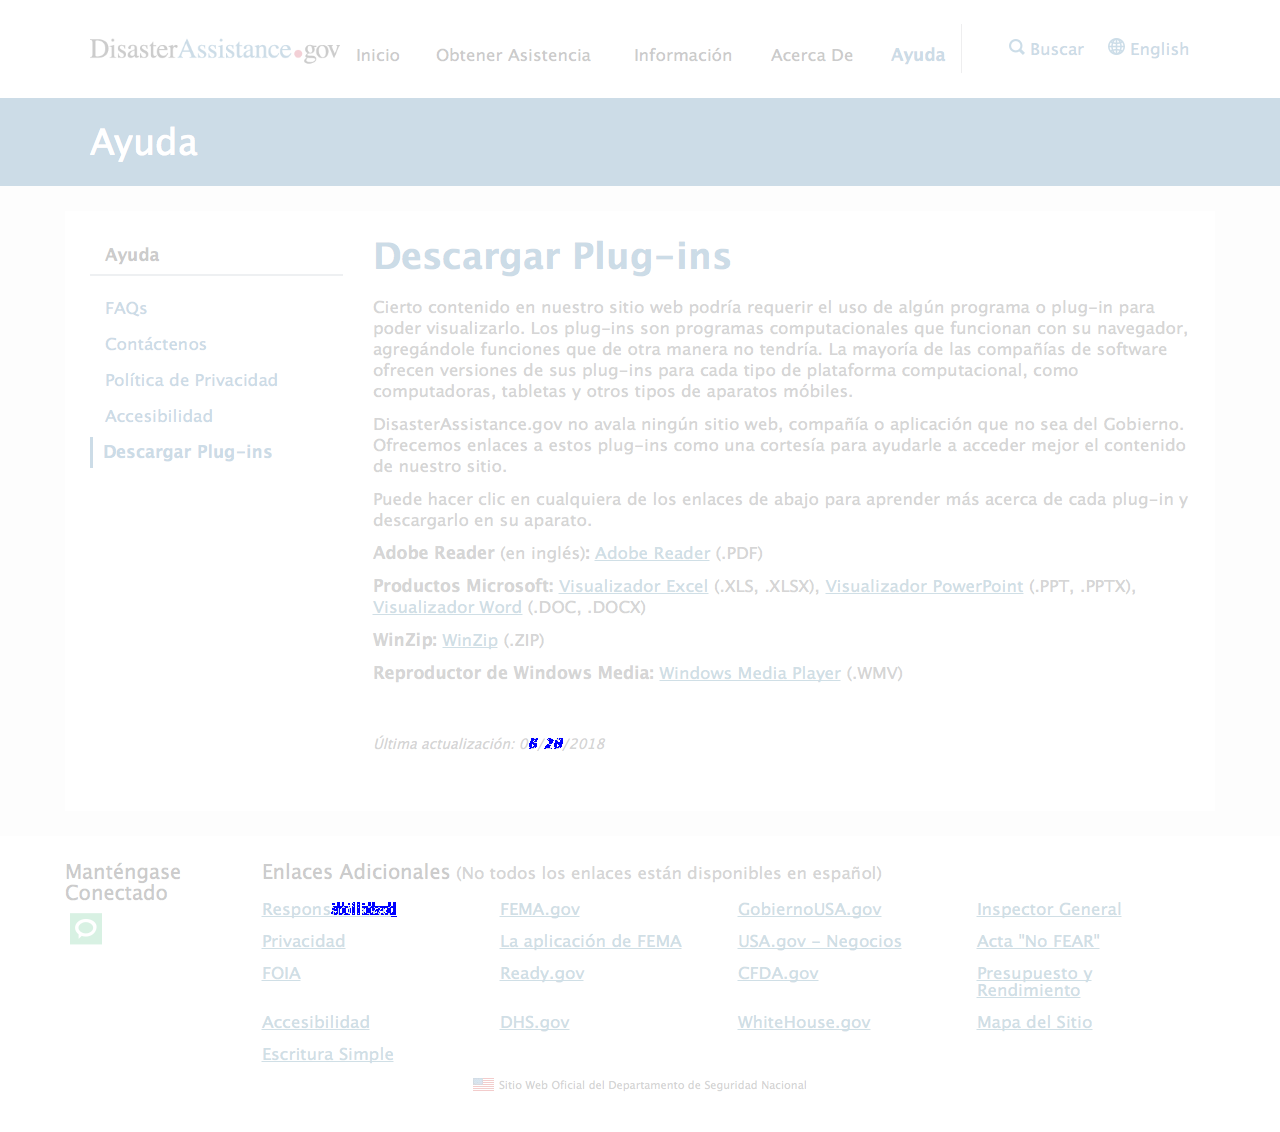 DisasterAssistance.gov Inicio Obtener Asistencia Información Acerca De Ayuda Buscar English
Ayuda
Ayuda
FAQs
Contáctenos
Política de Privacidad
Accesibilidad
Descargar Plug-ins
Descargar Plug-ins
Cierto contenido en nuestro sitio web podría requerir el uso de algún programa o plug-in para
poder visualizarlo. Los plug-ins son programas computacionales que funcionan con su navegador,
agregándole funciones que de otra manera no tendría. La mayoría de las compañías de software
ofrecen versiones de sus plug-ins para cada tipo de plataforma computacional, como
computadoras, tabletas y otros tipos de aparatos móbiles.
DisasterAssistance.gov no avala ningún sitio web, compañía o aplicación que no sea del Gobierno.
Ofrecemos enlaces a estos plug-ins como una cortesía para ayudarle a acceder mejor el contenido
de nuestro sitio.
Puede hacer clic en cualquiera de los enlaces de abajo para aprender más acerca de cada plug-in y
descargarlo en su aparato.
Adobe Reader (en inglés): Adobe Reader (.PDF)
Productos Microsoft: Visualizador Excel (.XLS, .XLSX), Visualizador PowerPoint (.PPT, .PPTX),
Visualizador Word (.DOC, .DOCX)
WinZip: WinZip (.ZIP)
Reproductor de Windows Media: Windows Media Player (.WMV)
Última actualización:
Manténgase
Conectado
Enlaces Adicionales (No todos los enlaces están disponibles en español)
FEMA.gov GobiernoUSA.gov Inspector General
Privacidad La aplicación de FEMA USA.gov - Negocios Acta "No FEAR"
FOIA Ready.gov CFDA.gov Presupuesto y
Rendimiento
Accesibilidad DHS.gov WhiteHouse.gov Mapa del Sitio
Escritura Simple
Sitio Web Oficial del Departamento de Seguridad Nacional